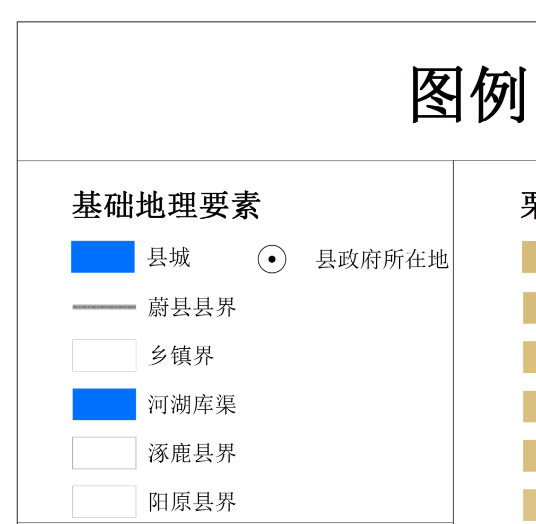 图例
基础地理要素
县城
县政府所在地
蔚县县界
乡镇界
河湖库渠
涿鹿县界
阳原县界